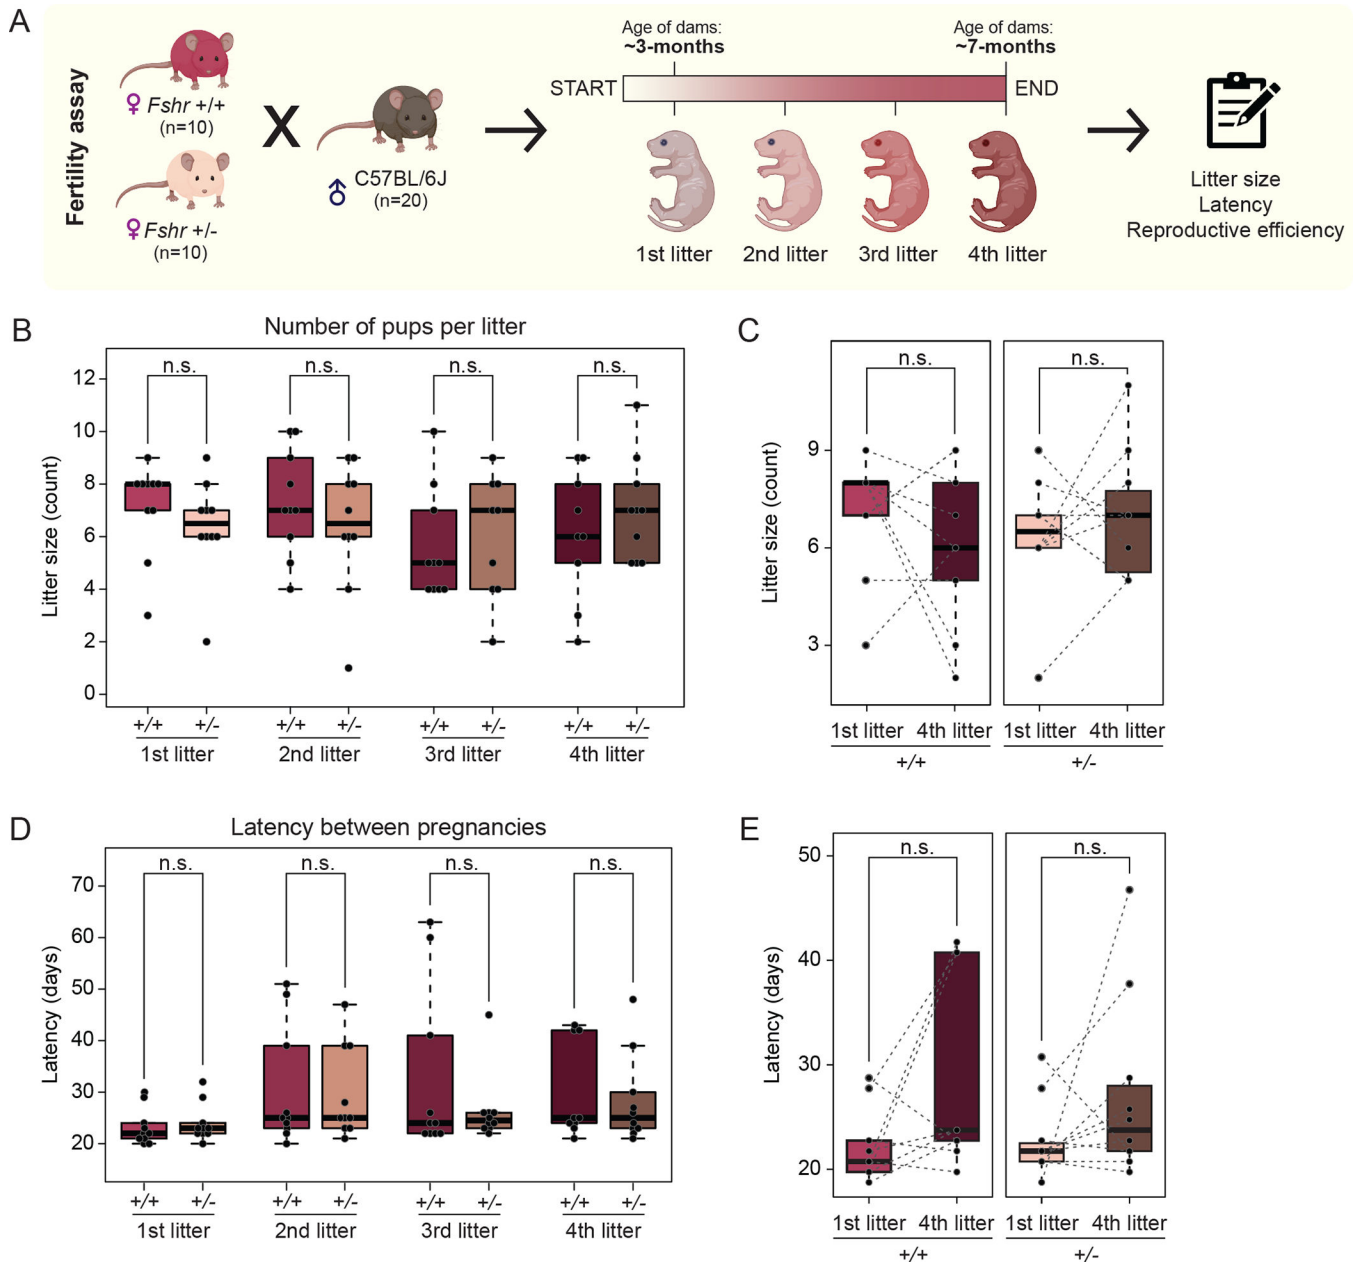 A
Fertility assay
♀ Fshr +/+
(n=10)
♀ Fshr +/-
(n=10)
X
♂ C57BL/6J
(n=20)
Age of dams:
~3-months
Age of dams:
~7-months
START
END
1st litter
2nd litter
3rd litter
4th litter
Litter size
Latency
Reproductive efficiency
B
Number of pups per litter
Litter size (count)
12
10
8
6
4
2
0
n.s.
n.s.
n.s.
n.s.
+/+
+/-
+/+
+/-
+/+
+/-
+/+
+/-
1st litter
2nd litter
3rd litter
4th litter
C
Litter size (count)
9
6
3
n.s.
n.s.
1st litter
4th litter
1st litter
4th litter
+/+
+/-
D
Latency between pregnancies
Latency (days)
70
60
50
40
30
20
n.s.
n.s.
n.s.
n.s.
+/+
+/-
+/+
+/-
+/+
+/-
+/+
+/-
1st litter
2nd litter
3rd litter
4th litter
E
Latency (days)
50
40
30
20
n.s.
n.s.
1st litter
4th litter
1st litter
4th litter
+/+
+/-